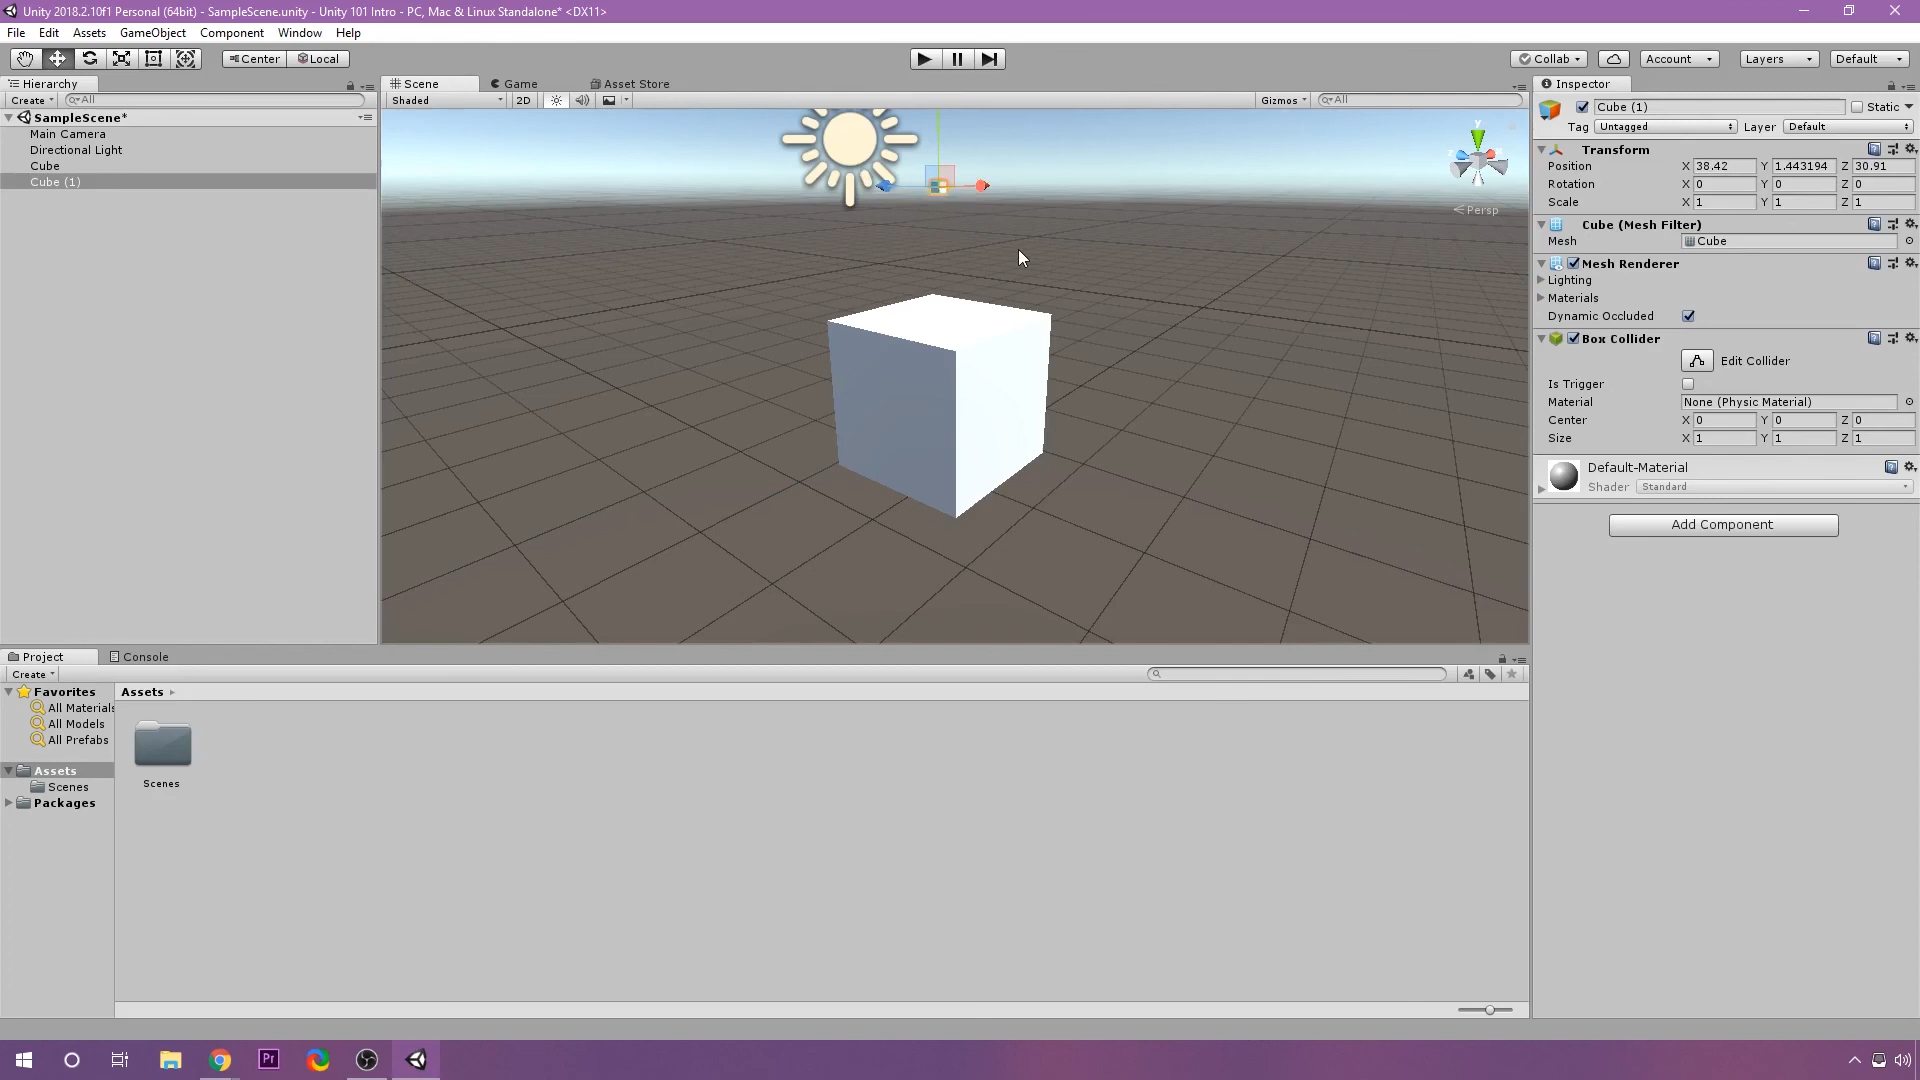 Unity 2018.2.10f1 Personal (64bit) - SampleScene.unity - Unity 101 Intro - PC, Mac & Linux Standalone* <DX11>
File Edit Assets GameObject Component Window Help
Center Local
Collab Account Layers Default
Hierarchy
Create All
SampleScene*
Main Camera
Directional Light
Cube
Cube (1)
Scene Game Asset Store
Shaded 2D Gizmos All
y
x
z
Persp
Inspector
Cube (1) Static
Tag Untagged Layer Default
Transform
Position X 38.42 Y 1.443194 Z 30.91
Rotation X 0 Y 0 Z 0
Scale X 1 Y 1 Z 1
Cube (Mesh Filter)
Mesh Cube
Mesh Renderer
Lighting
Materials
Dynamic Occluded
Box Collider
Edit Collider
Is Trigger
Material None (Physic Material)
Center X 0 Y 0 Z 0
Size X 1 Y 1 Z 1
Default-Material
Shader Standard
Add Component
Project Console
Create
Favorites
All Materials
All Models
All Prefabs
Assets
Scenes
Packages
Assets
Scenes
Pr